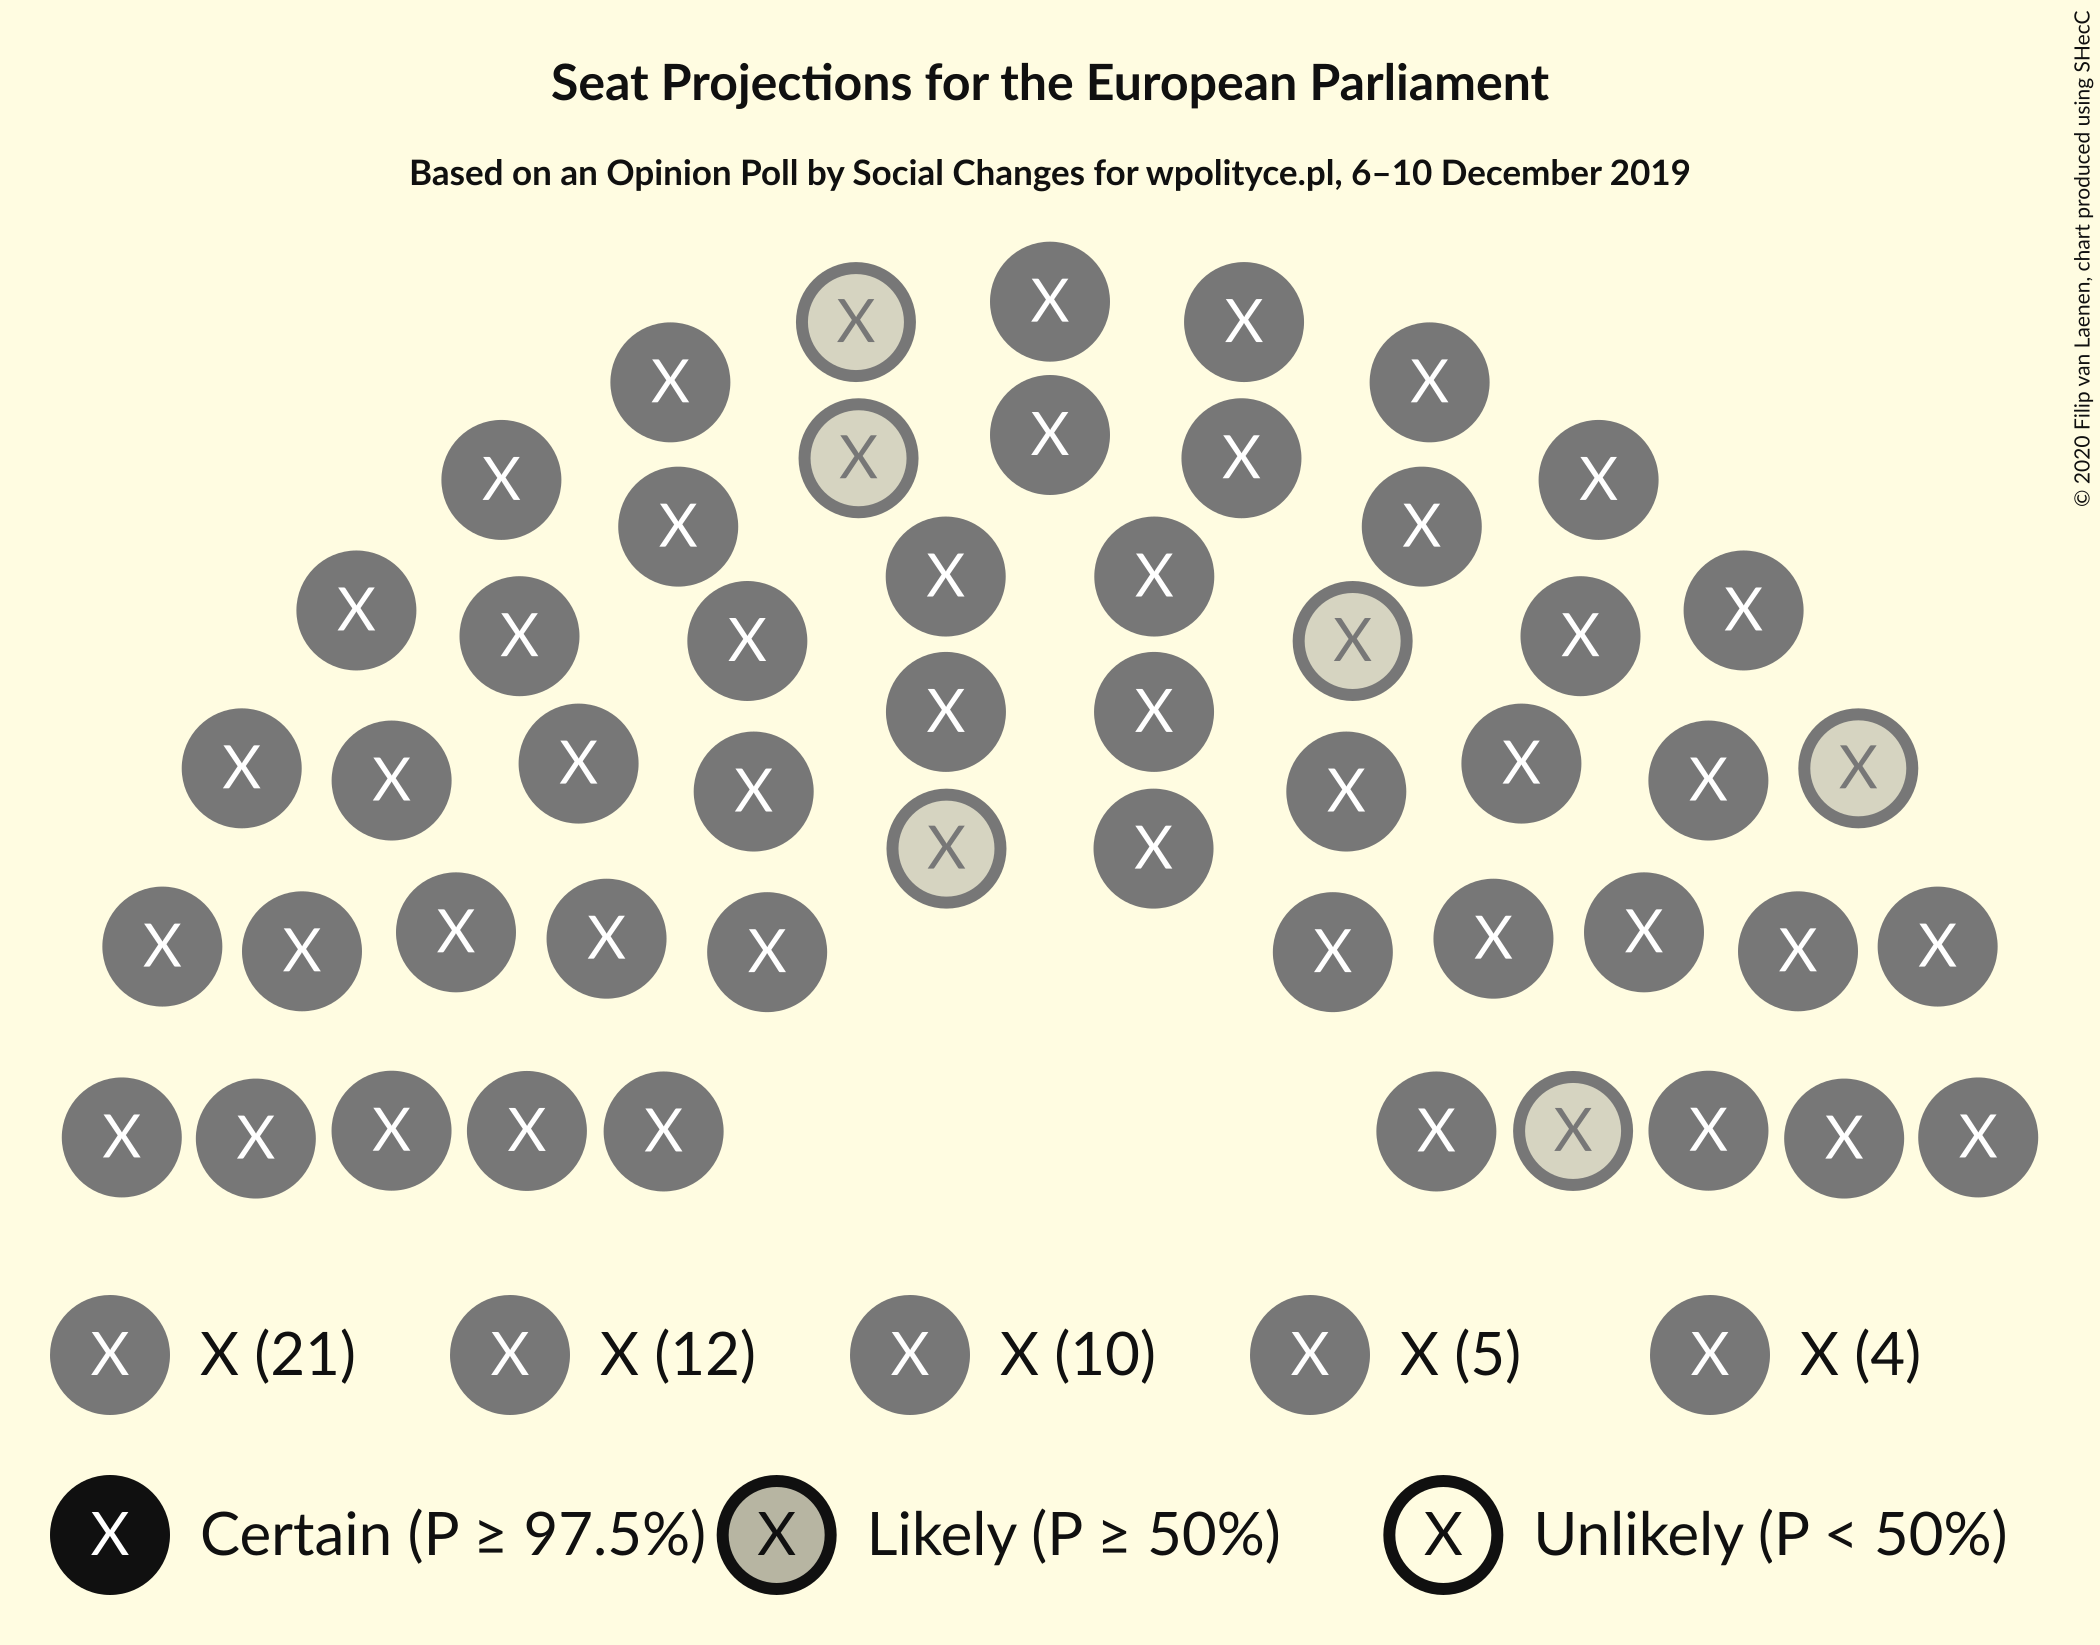 Seat Projections for the European Parliament
Based on an Opinion Poll by Social Changes for wpolityce.pl, 6–10 December 2019
© 2020 Filip van Laenen, chart produced using SHecC
X X X
X X
X X X
X X
X X
X X
X X X X X X
X X
X X X X X X X X
X X
X X X X X X X X X X
X X X X X X X X X X
X X (21) X X (12) X X (10) X X (5) X X (4)
X Certain (P ≥ 97.5%) X Likely (P ≥ 50%) X Unlikely (P < 50%)